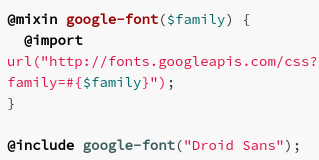 @mixin google-font($family) {
  @import
url("http://fonts.googleapis.com/css?
family=#{$family}");
}

@include google-font("Droid Sans");